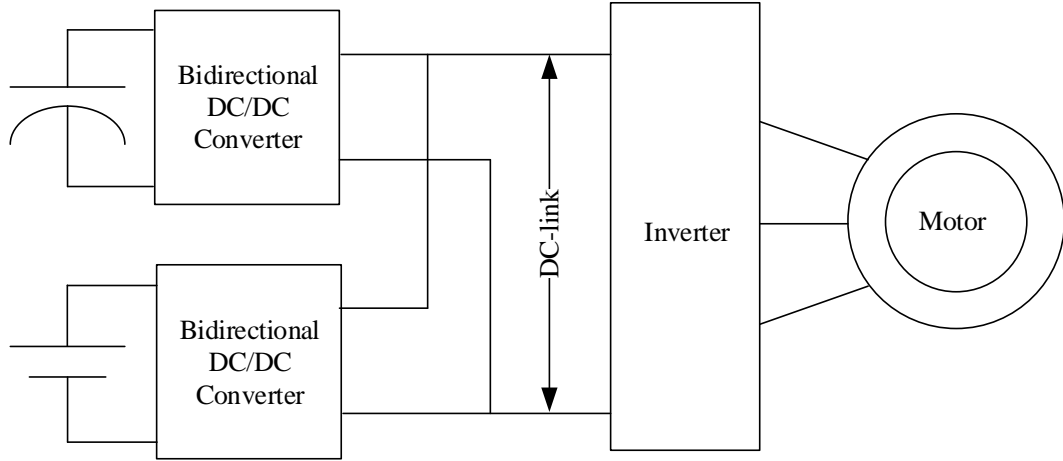 Bidirectional
DC/DC
Converter
Inverter
Motor
DC-link
Bidirectional
DC/DC
Converter